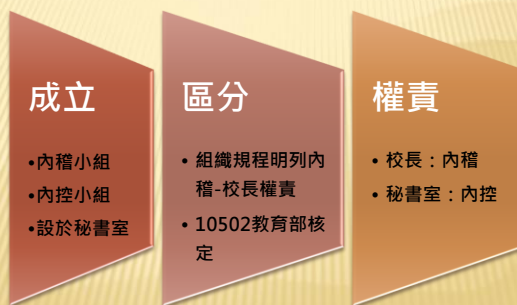 成立
•內稽小組
•內控小組
•設於秘書室
區分
• 組織規程明列內
稽-校長權責
• 10502教育部核
定
權責
• 校長：內稽
• 秘書室：內控